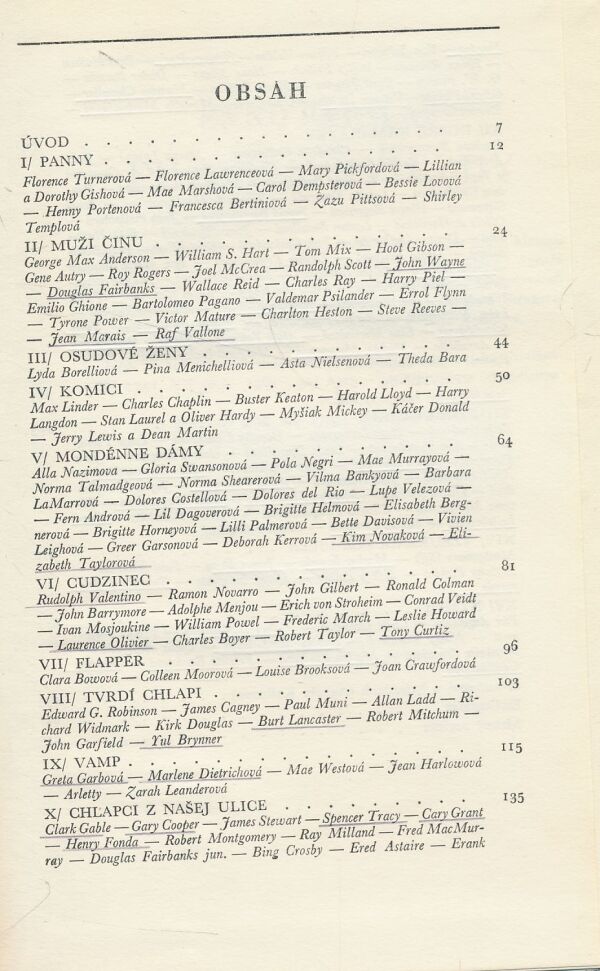 OBSAH
ÚVOD . . . . . . . . . . . . . . 7
I/ PANNY . . . . . . . . . . . . . . 12
Florence Turnerová — Florence Lawrenceová — Mary Pickfordová — Lillian
a Dorothy Gishová — Mae Marshová — Carol Dempsterová — Bessie Lovová
— Henny Portenová — Francesca Bertiniová — Zazu Pittsová — Shirley
Templová
II/ MUŽI ČINU . . . . . . . . . . . . 24
George Max Anderson — William S. Hart — Tom Mix — Hoot Gibson —
Gene Autry — Roy Rogers — Joel McCrea — Randolph Scott — John Wayne
— Douglas Fairbanks — Wallace Reid — Charles Ray — Harry Piel —
Emilio Ghione — Bartolomeo Pagano — Valdemar Psilander — Errol Flynn
— Tyrone Power — Victor Mature — Charlton Heston — Steve Reeves —
— Jean Marais — Raf Vallone
III/ OSUDOVÉ ŽENY . . . . . . . . . . 44
Lyda Borelliová — Pina Menichelliová — Asta Nielsenová — Theda Bara
IV/ KOMICI . . . . . . . . . . . . . 50
Max Linder — Charles Chaplin — Buster Keaton — Harold Lloyd — Harry
Langdon — Stan Laurel a Oliver Hardy — Myšiak Mickey — Káčer Donald
— Jerry Lewis a Dean Martin
V/ MONDÉNNE DÁMY . . . . . . . . . . 64
Alla Nazimova — Gloria Swansonová — Pola Negri — Mae Murrayová —
Norma Talmadgeová — Norma Shearerová — Vilma Bankyová — Barbara
LaMarrová — Dolores Costellová — Dolores del Rio — Lupe Velezová —
— Fern Andrová — Lil Dagoverová — Brigitte Helmová — Elisabeth Berg-
nerová — Brigitte Horneyová — Lilli Palmerová — Bette Davisová — Vivien
Leighová — Greer Garsonová — Deborah Kerrová — Kim Novaková — Eli-
zabeth Taylorová
VI/ CUDZINEC . . . . . . . . . . . . 81
Rudolph Valentino — Ramon Novarro — John Gilbert — Ronald Colman
— John Barrymore — Adolphe Menjou — Erich von Stroheim — Conrad Veidt
— Ivan Mosjoukine — William Powel — Frederic March — Leslie Howard
— Laurence Olivier — Charles Boyer — Robert Taylor — Tony Curtiz
VII/ FLAPPER . . . . . . . . . . . . 96
Clara Bowová — Colleen Moorová — Louise Brooksová — Joan Crawfordová
VIII/ TVRDÍ CHLAPI . . . . . . . . . . 103
Edward G. Robinson — James Cagney — Paul Muni — Allan Ladd — Ri-
chard Widmark — Kirk Douglas — Burt Lancaster — Robert Mitchum —
John Garfield — Yul Brynner
IX/ VAMP . . . . . . . . . . . . . . 115
Greta Garbová — Marlene Dietrichová — Mae Westová — Jean Harlowová
— Arletty — Zarah Leanderová
X/ CHLAPCI Z NAŠEJ ULICE . . . . . . . . 135
Clark Gable — Gary Cooper — James Stewart — Spencer Tracy — Cary Grant
— Henry Fonda — Robert Montgomery — Ray Milland — Fred MacMur-
ray — Douglas Fairbanks jun. — Bing Crosby — Ered Astaire — Erank